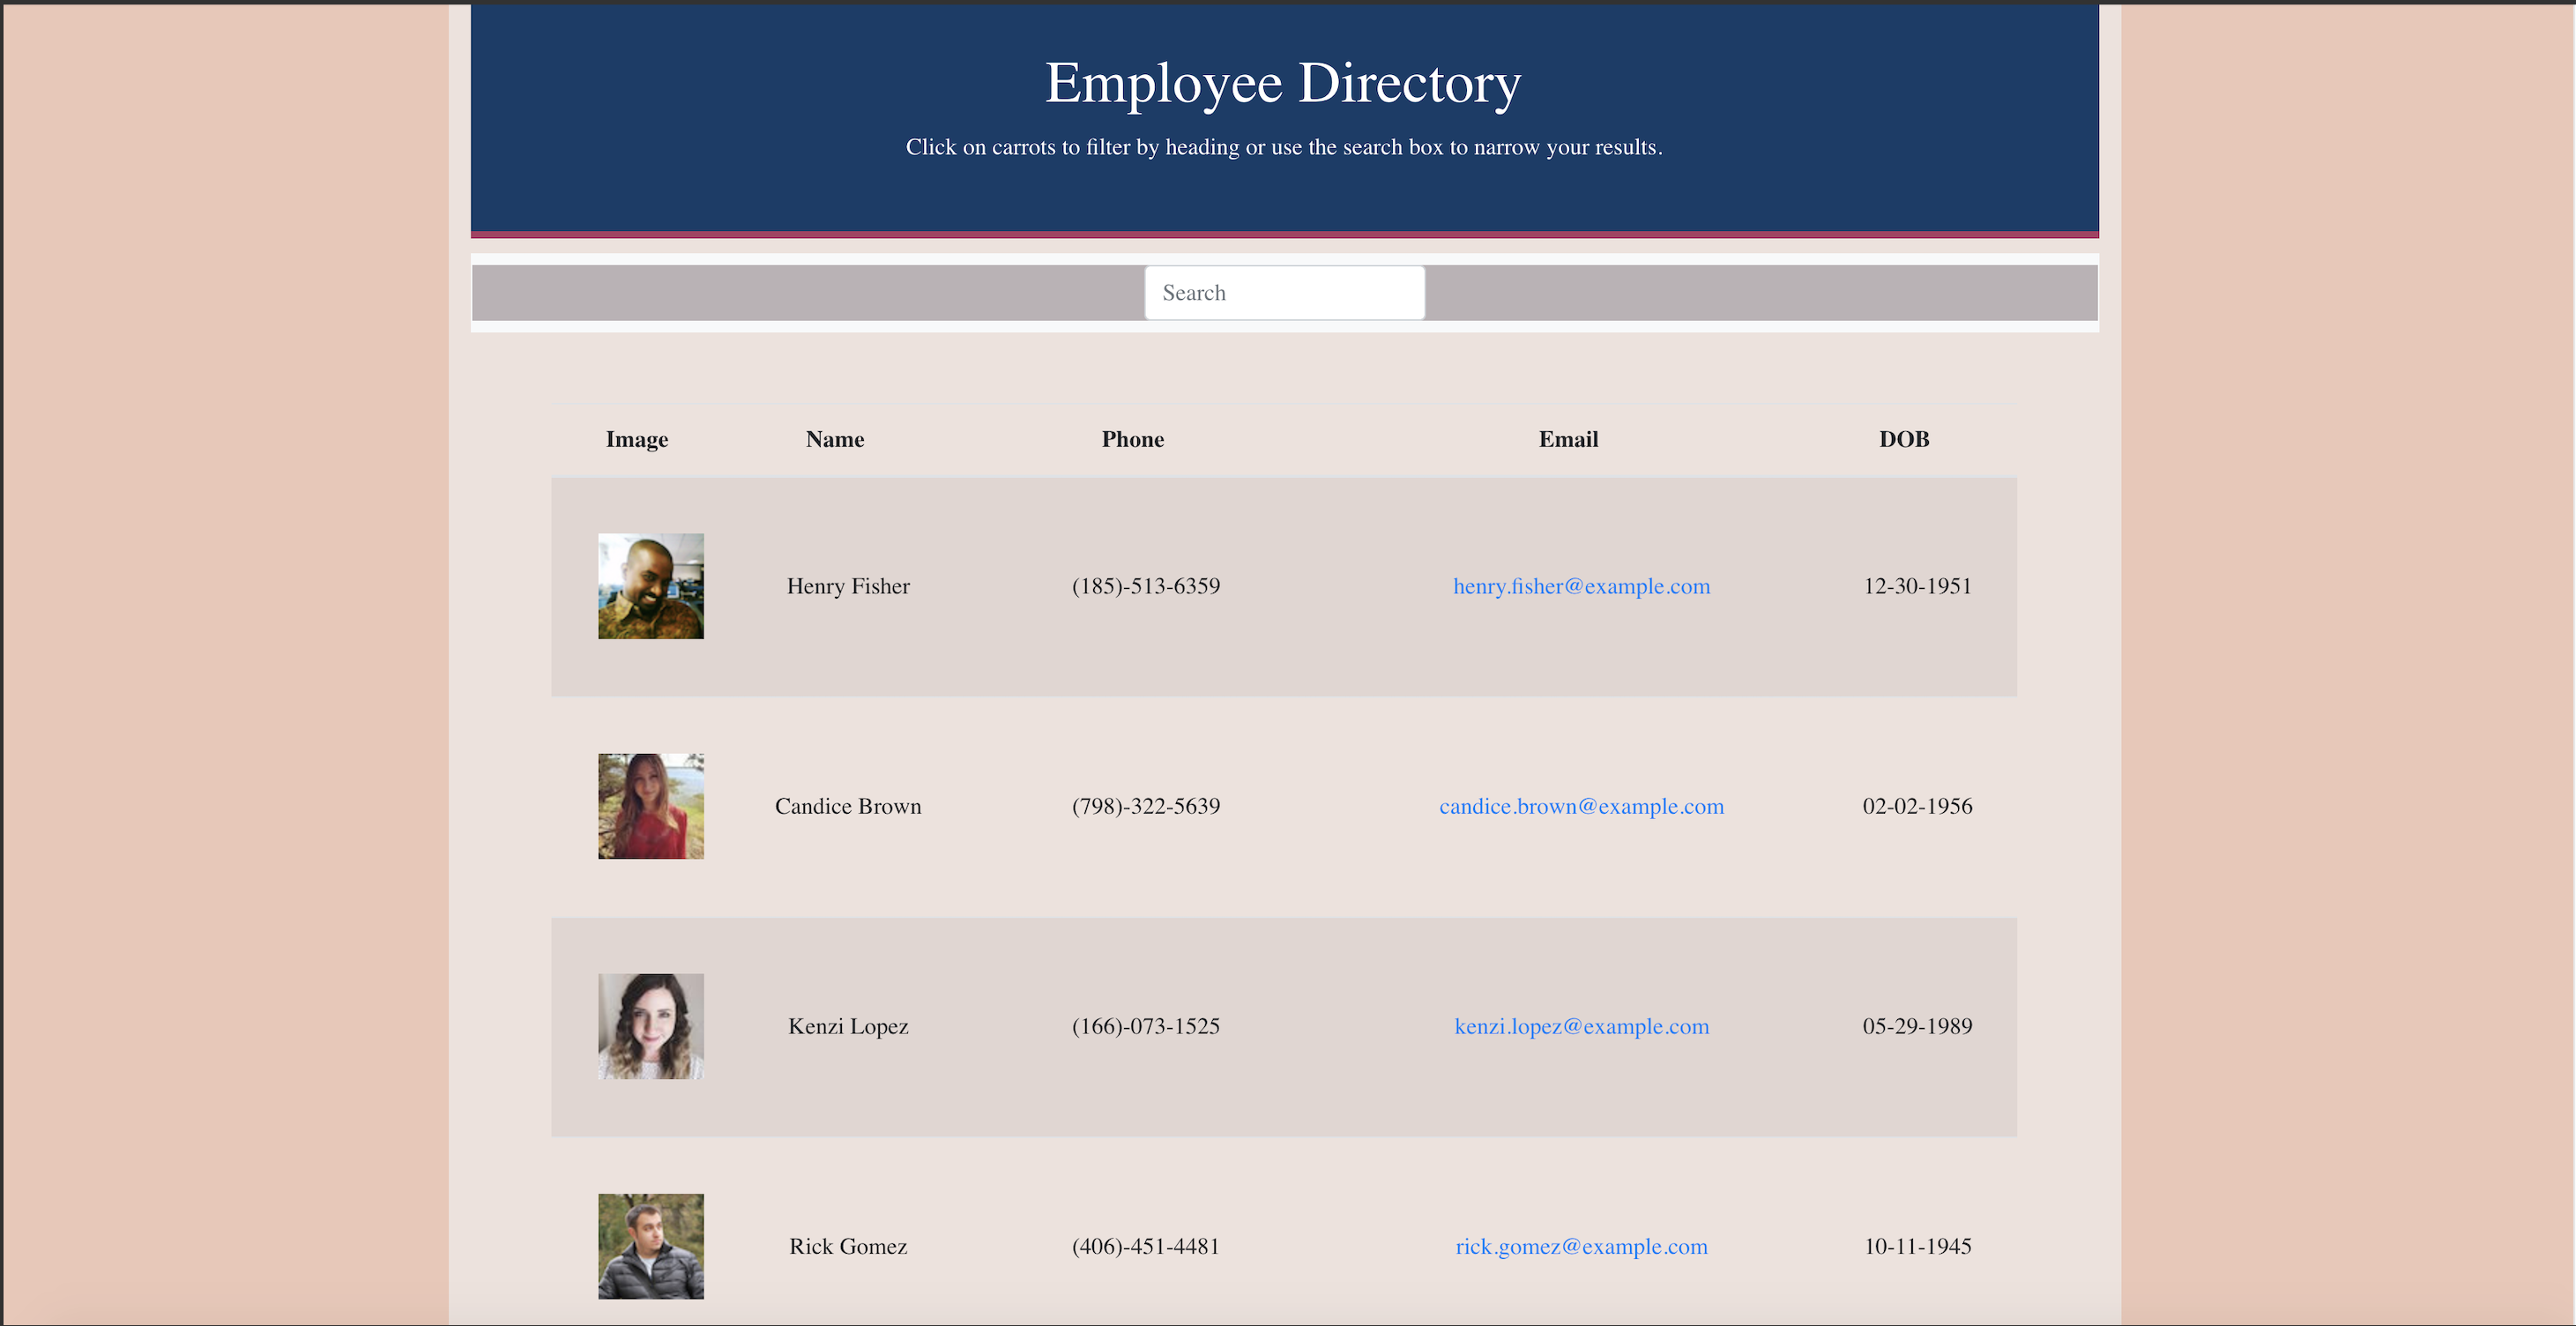 Employee Directory
Click on carrots to filter by heading or use the search box to narrow your results.
Search
Image Name Phone Email DOB
Henry Fisher (185)-513-6359 henry.fisher@example.com 12-30-1951
Candice Brown (798)-322-5639 candice.brown@example.com 02-02-1956
Kenzi Lopez (166)-073-1525 kenzi.lopez@example.com 05-29-1989
Rick Gomez (406)-451-4481 rick.gomez@example.com 10-11-1945